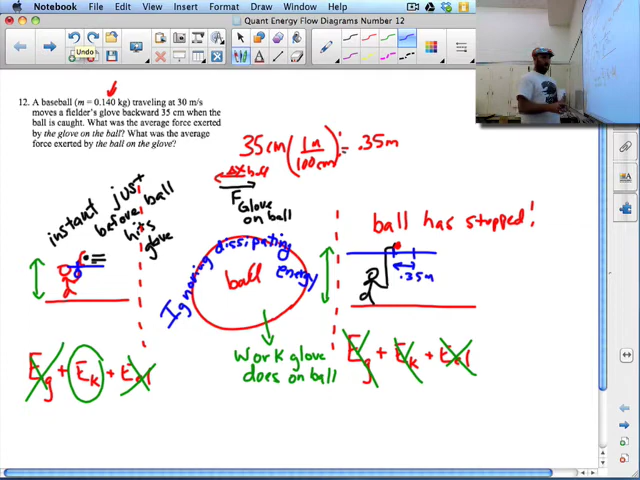 Notebook Edit View Insert Format Draw Window Help
Quant Energy Flow Diagrams Number 12
Undo
12. A baseball (m = 0.140 kg) traveling at 30 m/s
moves a fielder's glove backward 35 cm when the
ball is caught. What was the average force exerted
by the glove on the ball? What was the average
force exerted by the ball on the glove?
35cm (1m/100cm) = .35m
Δx ball
F Glove
on ball
instant just
before ball
hits
glove
Ignoring dissipating energy
ball
ball has stopped!
.35m
Work glove
does on ball
Eg + Ek + Eel
Eg + Ek + Eel